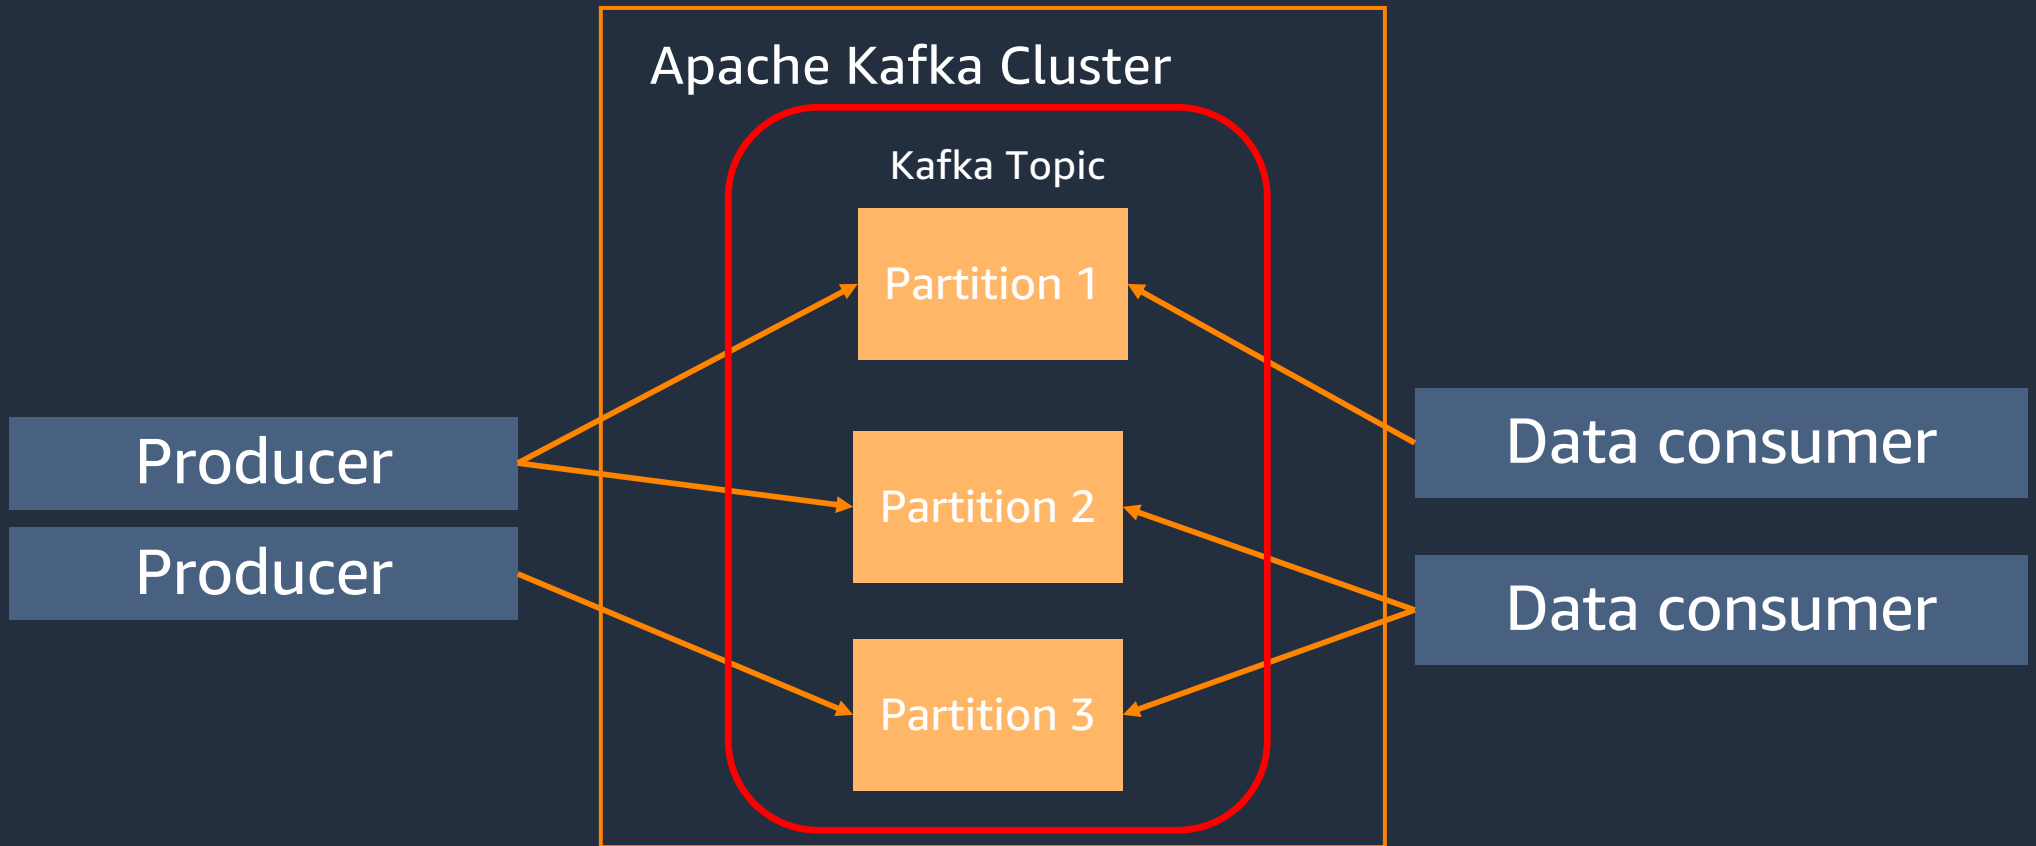 Apache Kafka Cluster
Kafka Topic
Partition 1
Partition 2
Partition 3
Producer
Producer
Data consumer
Data consumer